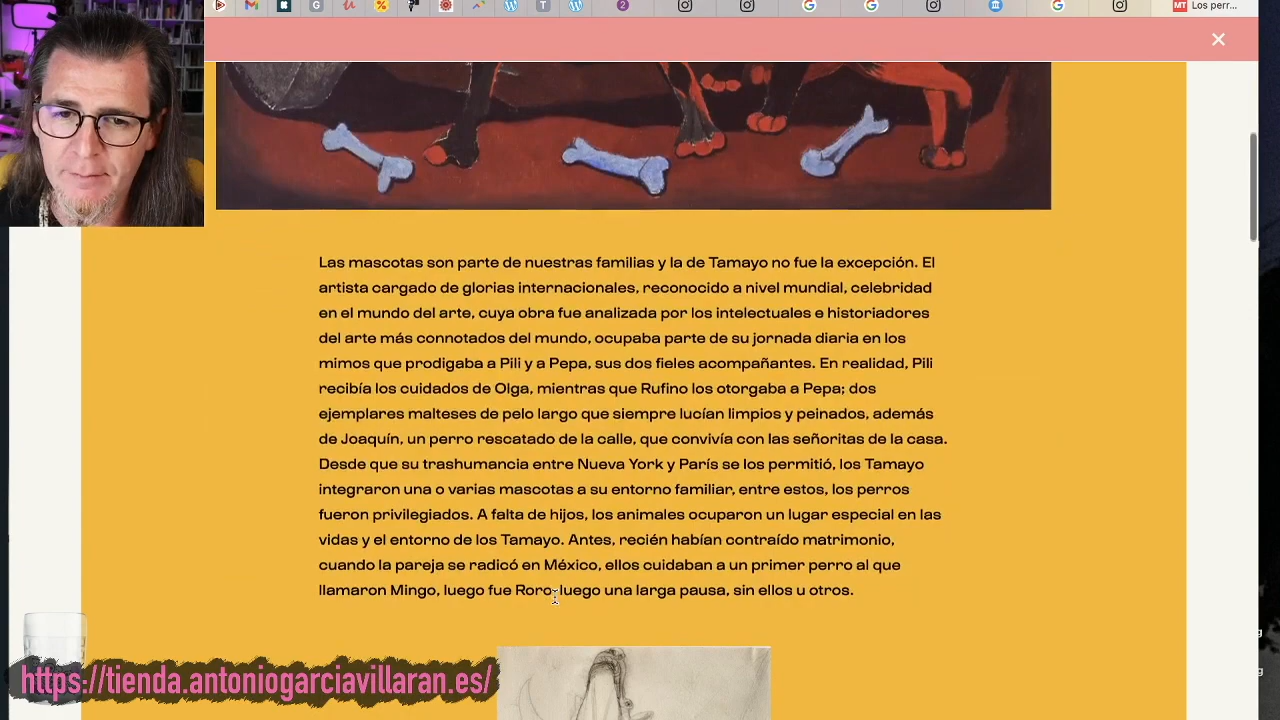 Los perr...
Las mascotas son parte de nuestras familias y la de Tamayo no fue la excepción. El
artista cargado de glorias internacionales, reconocido a nivel mundial, celebridad
en el mundo del arte, cuya obra fue analizada por los intelectuales e historiadores
del arte más connotados del mundo, ocupaba parte de su jornada diaria en los
mimos que prodigaba a Pili y a Pepa, sus dos fieles acompañantes. En realidad, Pili
recibía los cuidados de Olga, mientras que Rufino los otorgaba a Pepa; dos
ejemplares malteses de pelo largo que siempre lucían limpios y peinados, además
de Joaquín, un perro rescatado de la calle, que convivía con las señoritas de la casa.
Desde que su trashumancia entre Nueva York y París se los permitió, los Tamayo
integraron una o varias mascotas a su entorno familiar, entre estos, los perros
fueron privilegiados. A falta de hijos, los animales ocuparon un lugar especial en las
vidas y el entorno de los Tamayo. Antes, recién habían contraído matrimonio,
cuando la pareja se radicó en México, ellos cuidaban a un primer perro al que
llamaron Mingo, luego fue Roro, luego una larga pausa, sin ellos u otros.
https://tienda.antoniogarciavillaran.es/